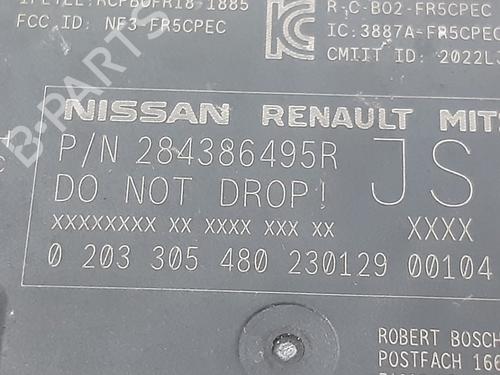 FCC ID: NF3-FR5CPEC
R-C-BO2-FR5CPEC
IC:3887A-FR5CPEC
CMIIT ID: 2022L
NISSAN RENAULT MITS
P/N 284386495R
JS
DO NOT DROP!
XXXXXXXX XX XXXX XXX XX XXXX
0 203 305 480 230129 00104
ROBERT BOSCH
POSTFACH 166
B-PARTS